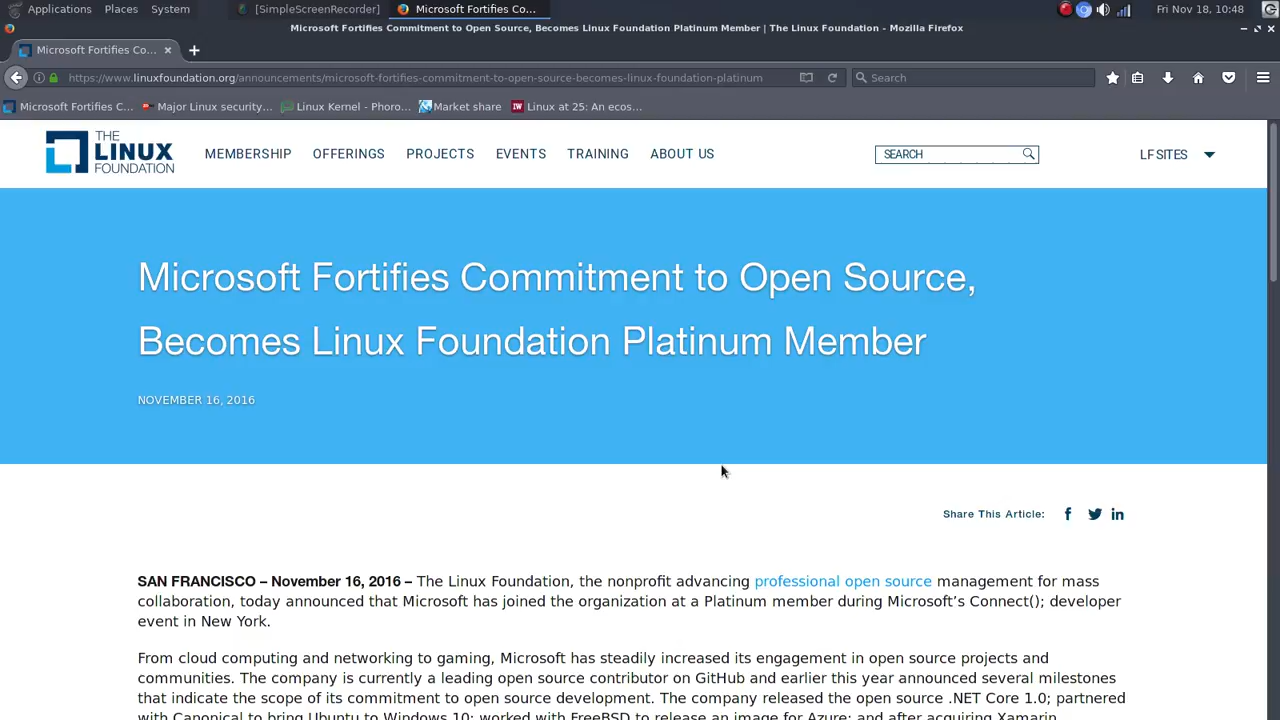 Applications Places System [SimpleScreenRecorder] Microsoft Fortifies Co... Fri Nov 18, 10:48
Microsoft Fortifies Commitment to Open Source, Becomes Linux Foundation Platinum Member | The Linux Foundation - Mozilla Firefox
Microsoft Fortifies Co...
https://www.linuxfoundation.org/announcements/microsoft-fortifies-commitment-to-open-source-becomes-linux-foundation-platinum Search
Microsoft Fortifies C... Major Linux security... Linux Kernel - Phoro... Market share IW Linux at 25: An ecos...
THE
LINUX
FOUNDATION
MEMBERSHIP OFFERINGS PROJECTS EVENTS TRAINING ABOUT US SEARCH LF SITES
Microsoft Fortifies Commitment to Open Source,
Becomes Linux Foundation Platinum Member
NOVEMBER 16, 2016
Share This Article:
SAN FRANCISCO – November 16, 2016 – The Linux Foundation, the nonprofit advancing professional open source management for mass
collaboration, today announced that Microsoft has joined the organization at a Platinum member during Microsoft’s Connect(); developer
event in New York.
From cloud computing and networking to gaming, Microsoft has steadily increased its engagement in open source projects and
communities. The company is currently a leading open source contributor on GitHub and earlier this year announced several milestones
that indicate the scope of its commitment to open source development. The company released the open source .NET Core 1.0; partnered
with Canonical to bring Ubuntu to Windows 10; worked with FreeBSD to release an image for Azure; and after acquiring Xamarin,